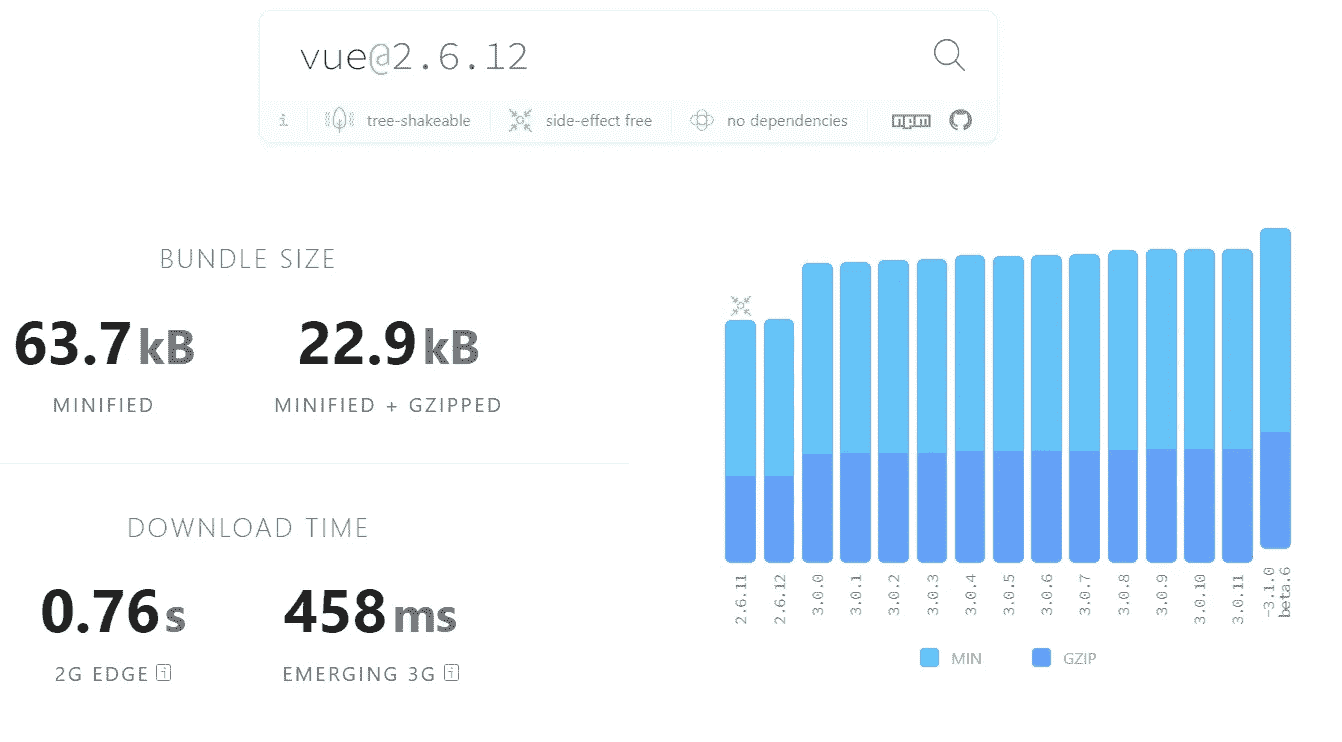 vue@2.6.12
i tree-shakeable side-effect free no dependencies npm
BUNDLE SIZE
63.7 kB 22.9 kB
MINIFIED MINIFIED + GZIPPED
DOWNLOAD TIME
0.76 s 458 ms
2G EDGE i EMERGING 3G i
2.6.11
2.6.12
3.0.0
3.0.1
3.0.2
3.0.3
3.0.4
3.0.5
3.0.6
3.0.7
3.0.8
3.0.9
3.0.10
3.0.11
~3.1.0
beta.6
MIN GZIP